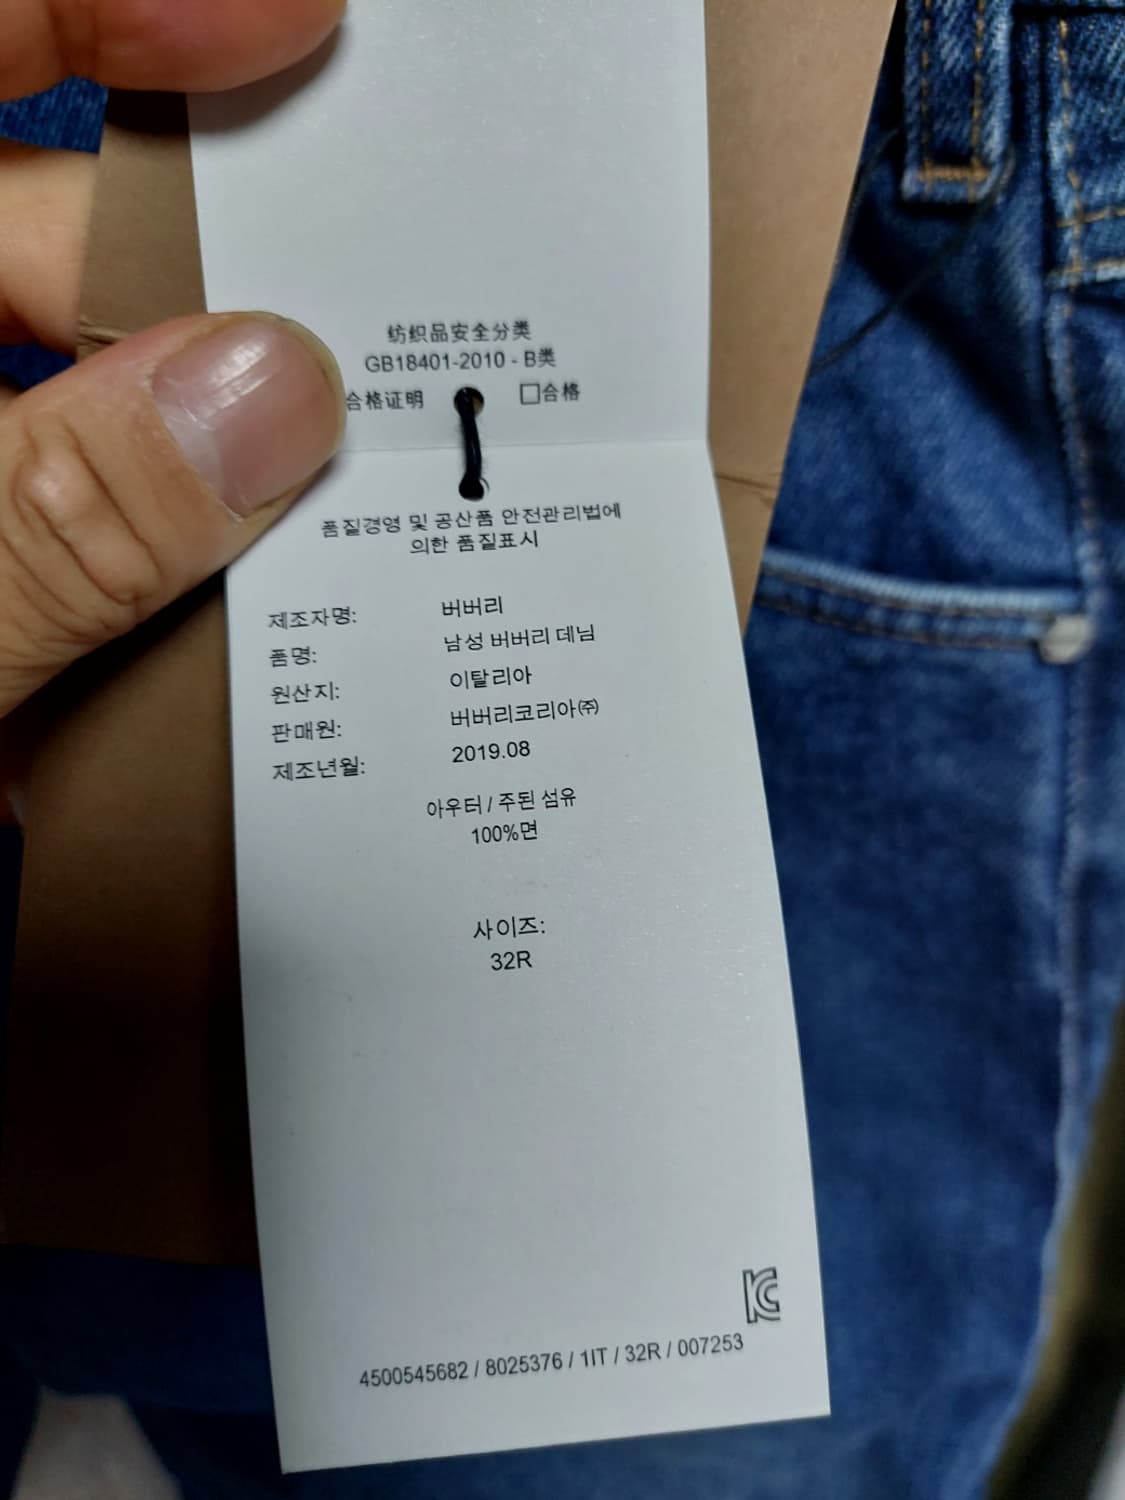 纺织品安全分类
GB18401-2010 - B类
合格证明 □合格
품질경영 및 공산품 안전관리법에
의한 품질표시
제조자명: 버버리
품명: 남성 버버리 데님
원산지: 이탈리아
판매원: 버버리코리아㈜
제조년월: 2019.08
아우터 / 주된 섬유
100%면
사이즈:
32R
KC
4500545682 / 8025376 / 1IT / 32R / 007253